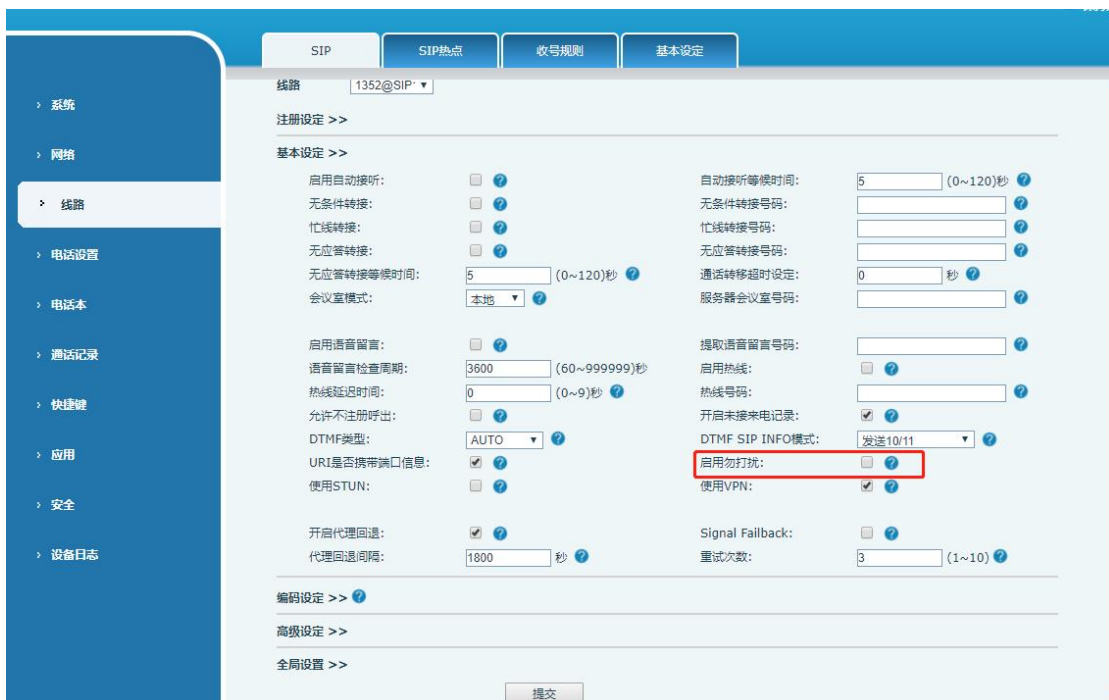 SIP SIP热点 收号规则 基本设定
线路 1352@SIP
注册设定 >>
› 系统
基本设定 >>
› 网络
启用自动接听: 自动接听等候时间: 5 (0~120)秒
无条件转接: 无条件转接号码:
› 线路
忙线转接: 忙线转接号码:
无应答转接: 无应答转接号码:
› 电话设置
无应答转接等候时间: 5 (0~120)秒 通话转移超时设定: 0 秒
会议室模式: 本地 服务器会议室号码:
› 电话本
启用语音留言: 提取语音留言号码:
› 通话记录
语音留言检查周期: 3600 (60~999999)秒 启用热线:
热线延迟时间: 0 (0~9)秒 热线号码:
› 快捷键
允许不注册呼出: 开启未接来电记录:
DTMF类型: AUTO DTMF SIP INFO模式: 发送10/11
› 应用
URI是否携带端口信息: 启用勿打扰:
使用STUN: 使用VPN:
› 安全
开启代理回退: Signal Failback:
› 设备日志
代理回退间隔: 1800 秒 重试次数: 3 (1~10)
编码设定 >>
高级设定 >>
全局设置 >>
提交